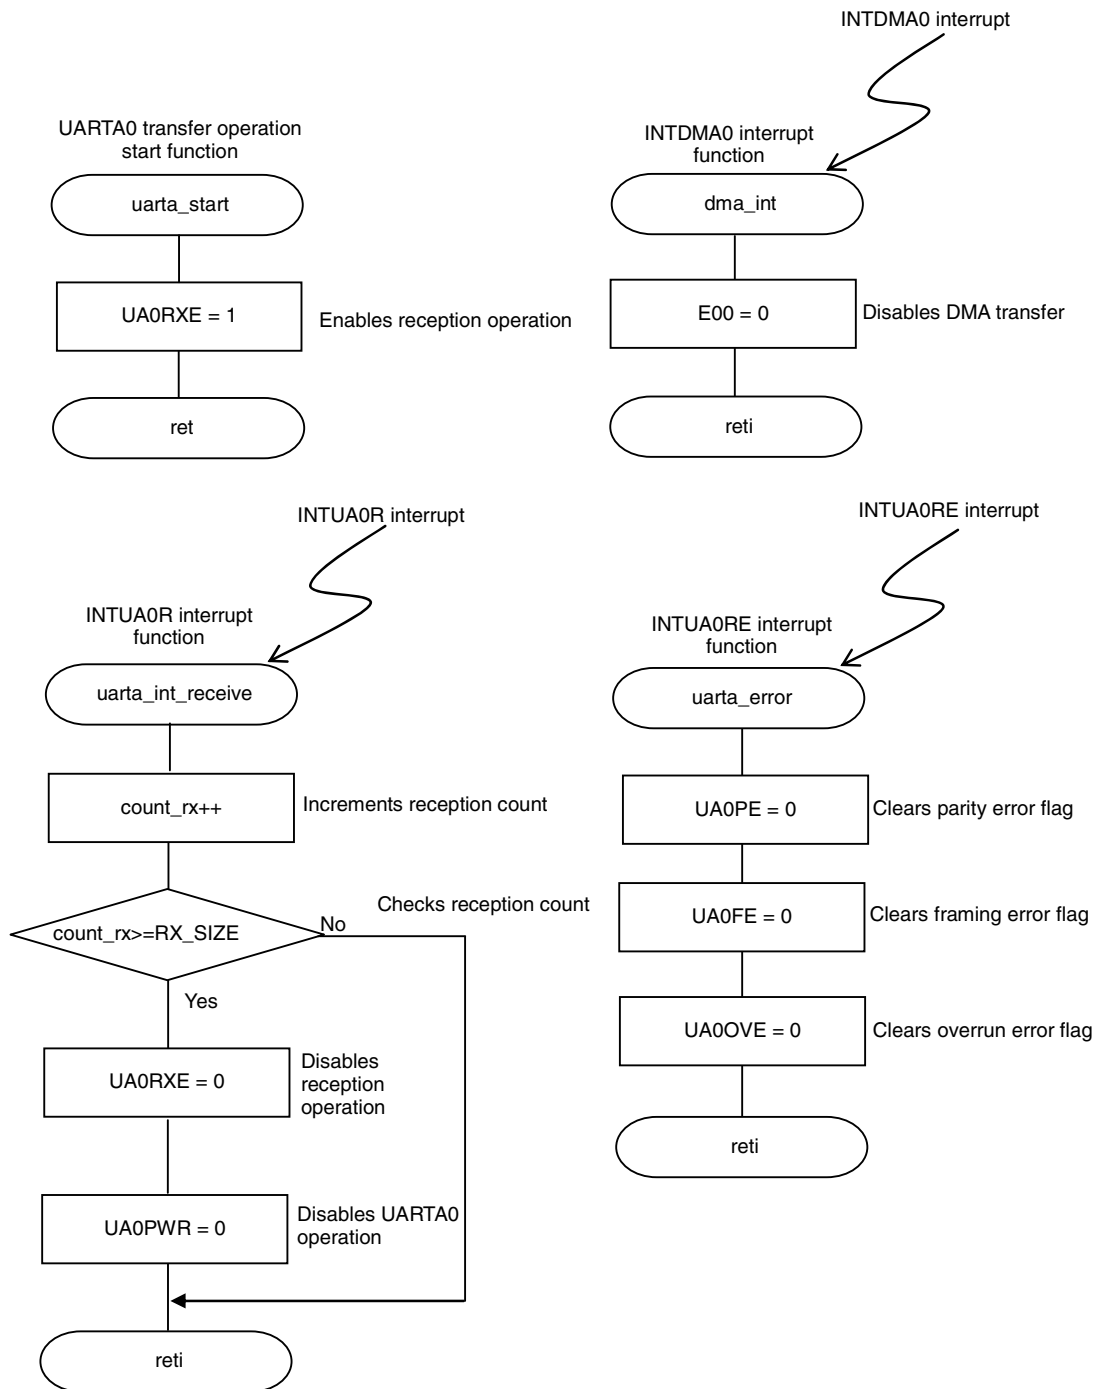 INTDMA0 interrupt
UARTA0 transfer operation
start function
uarta_start
UA0RXE = 1
Enables reception operation
ret
INTDMA0 interrupt
function
dma_int
E00 = 0
Disables DMA transfer
reti
INTUA0R interrupt
INTUA0R interrupt
function
uarta_int_receive
count_rx++
Increments reception count
Checks reception count
count_rx>=RX_SIZE
No
Yes
UA0RXE = 0
Disables
reception
operation
UA0PWR = 0
Disables UARTA0
operation
reti
INTUA0RE interrupt
INTUA0RE interrupt
function
uarta_error
UA0PE = 0
Clears parity error flag
UA0FE = 0
Clears framing error flag
UA0OVE = 0
Clears overrun error flag
reti